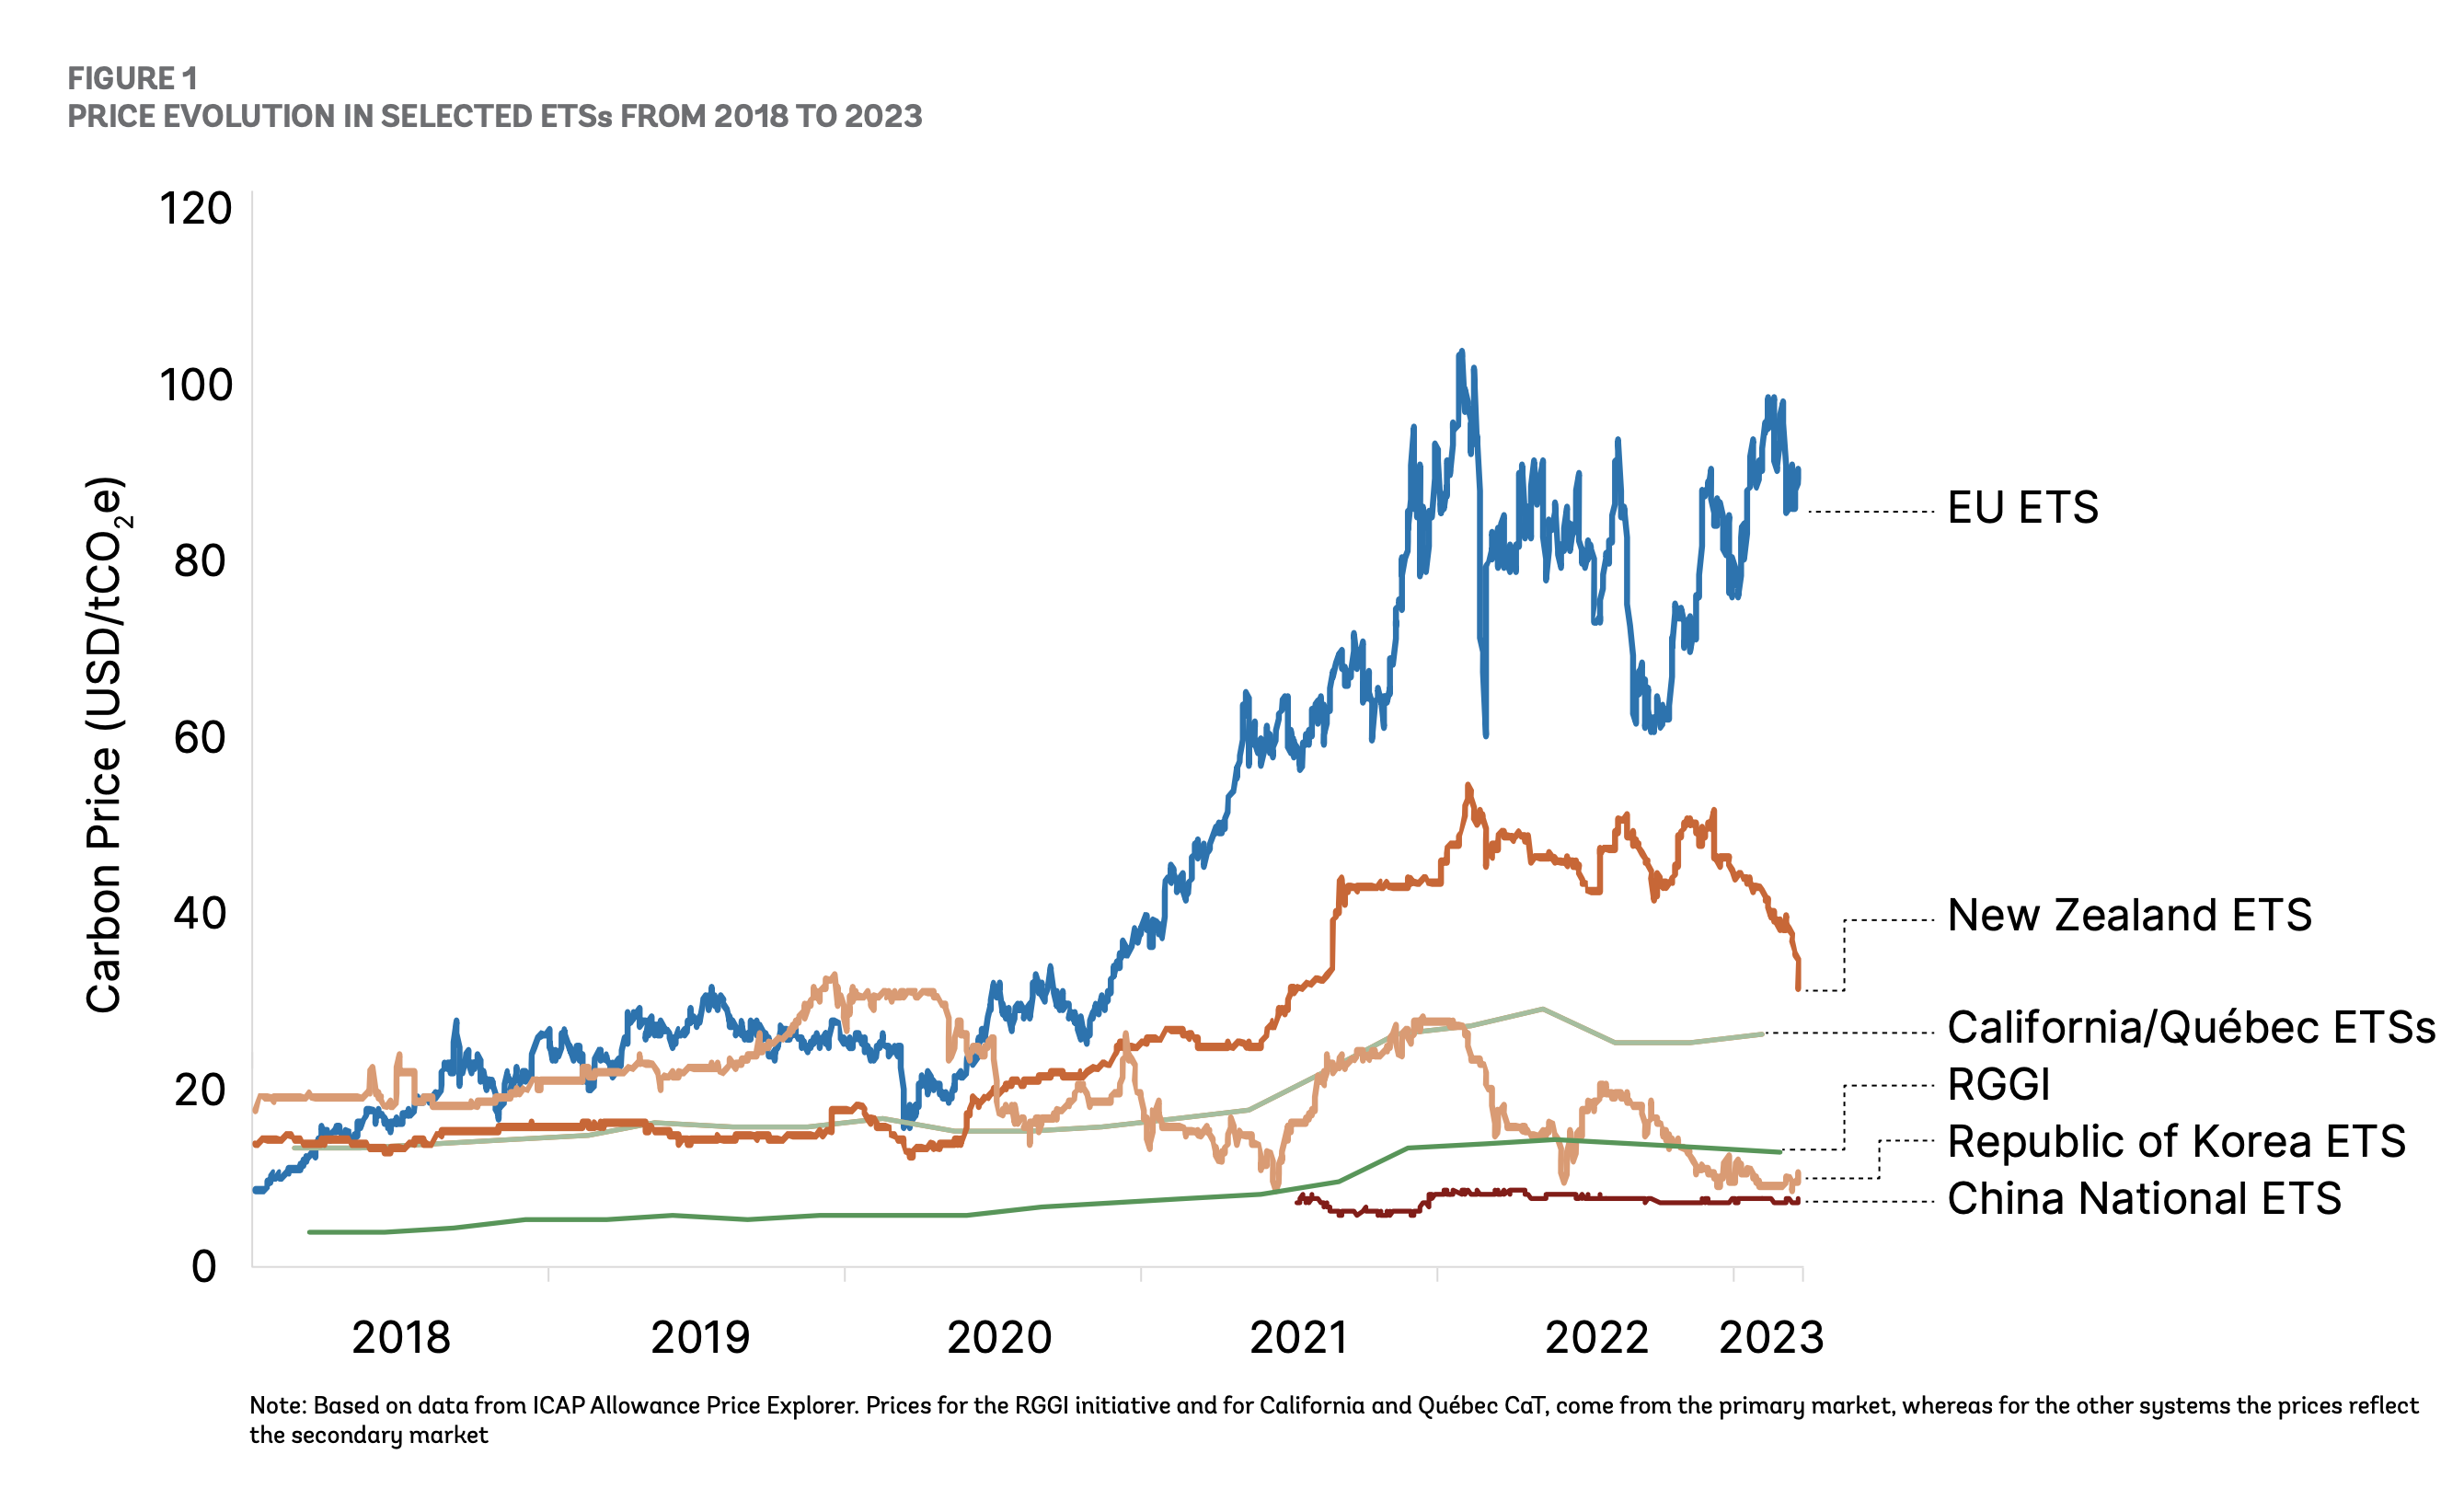 FIGURE 1
PRICE EVOLUTION IN SELECTED ETSs FROM 2018 TO 2023
120
100
80
60
40
20
0
Carbon Price (USD/tCO2e)
EU ETS
New Zealand ETS
California/Québec ETSs
RGGI
Republic of Korea ETS
China National ETS
2018 2019 2020 2021 2022 2023
Note: Based on data from ICAP Allowance Price Explorer. Prices for the RGGI initiative and for California and Québec CaT, come from the primary market, whereas for the other systems the prices reflect
the secondary market